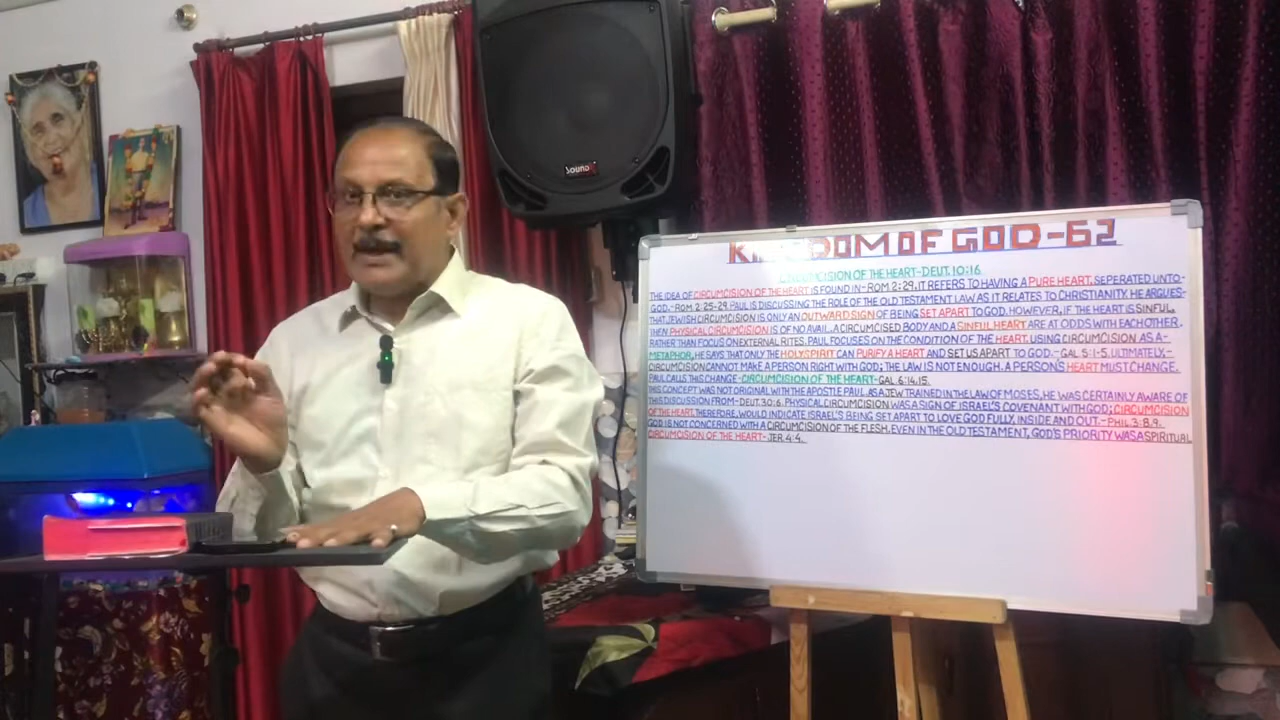 SOUNDX
KINGDOM OF GOD-62
CIRCUMCISION OF THE HEART-DEUT.10:16
THE IDEA OF CIRCUMCISION OF THE HEART IS FOUND IN-ROM 2:29. IT REFERS TO HAVING A PURE HEART, SEPERATED UNTO-
GOD.-ROM 2:25-29. PAUL IS DISCUSSING THE ROLE OF THE OLD TESTAMENT LAW AS IT RELATES TO CHRISTIANITY. HE ARGUES-
THAT JEWISH CIRCUMCISION IS ONLY AN OUTWARD SIGN OF BEING SET APART TO GOD. HOWEVER, IF THE HEART IS SINFUL,
THEN PHYSICAL CIRCUMCISION IS OF NO AVAIL. A CIRCUMCISED BODY AND A SINFUL HEART ARE AT ODDS WITH EACH OTHER.
RATHER THAN FOCUS ON EXTERNAL RITES, PAUL FOCUSES ON THE CONDITION OF THE HEART. USING CIRCUMCISION AS A-
METAPHOR, HE SAYS THAT ONLY THE HOLY SPIRIT CAN PURIFY A HEART AND SET US APART TO GOD.- GAL 5:1-5. ULTIMATELY,-
CIRCUMCISION CANNOT MAKE A PERSON RIGHT WITH GOD; THE LAW IS NOT ENOUGH. A PERSON'S HEART MUST CHANGE.
PAUL CALLS THIS CHANGE-CIRCUMCISION OF THE HEART-GAL. 6:14,15.
THIS CONCEPT WAS NOT ORIGINAL WITH THE APOSTLE PAUL. AS A JEW TRAINED IN THE LAW OF MOSES, HE WAS CERTAINLY AWARE OF
THIS DISCUSSION FROM-DEUT.30:6. PHYSICAL CIRCUMCISION WAS A SIGN OF ISRAEL'S COVENANT WITH GOD; CIRCUMCISION
OF THE HEART, THEREFORE, WOULD INDICATE ISRAEL'S BEING SET APART TO LOVE GOD FULLY, INSIDE AND OUT.-PHIL 3:8,9.
GOD IS NOT CONCERNED WITH A CIRCUMCISION OF THE FLESH. EVEN IN THE OLD TESTAMENT, GOD'S PRIORITY WAS A SPIRITUAL
CIRCUMCISION OF THE HEART-JER.4:4.